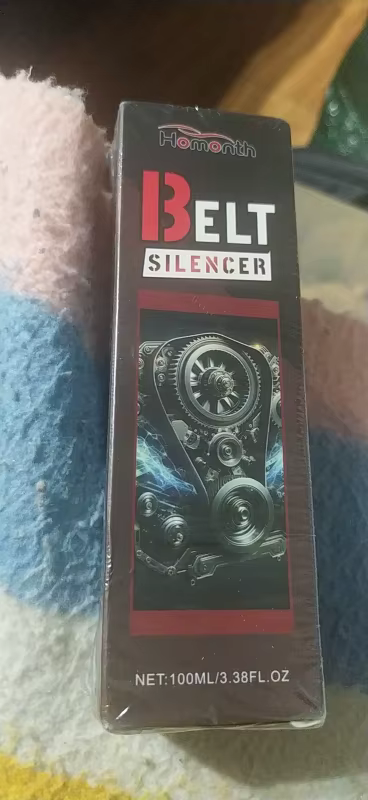 Homonth
BELT
SILENCER
NET:100ML/3.38FL.OZ